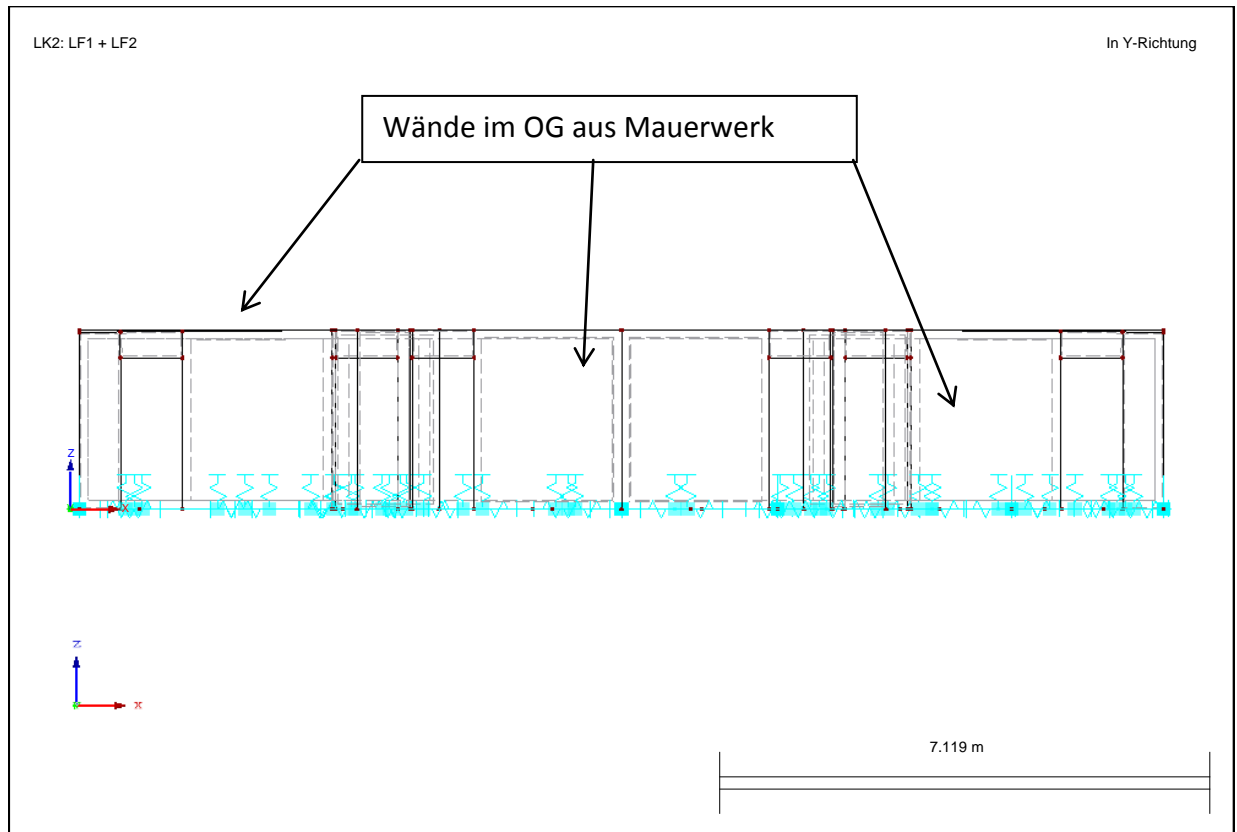 LK2: LF1 + LF2
In Y-Richtung
Wände im OG aus Mauerwerk
Z
X
Z
X
7.119 m